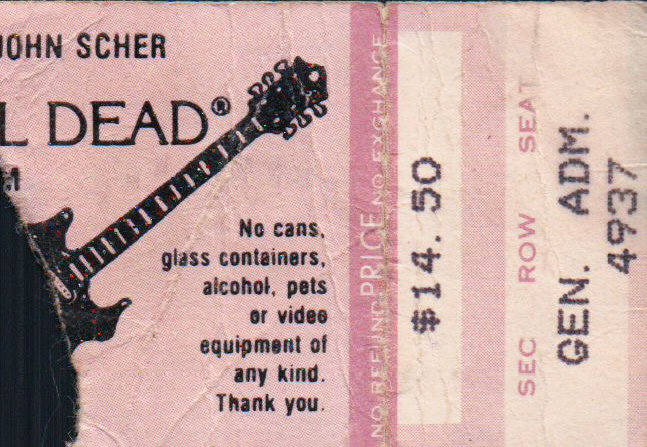 JOHN SCHER
L DEAD®
M
No cans,
glass containers,
alcohol, pets
or video
equipment of
any kind.
Thank you.
NO REFUND PRICE NO EXCHANGE
$14.50
SEC ROW SEAT
GEN. ADM.
4937